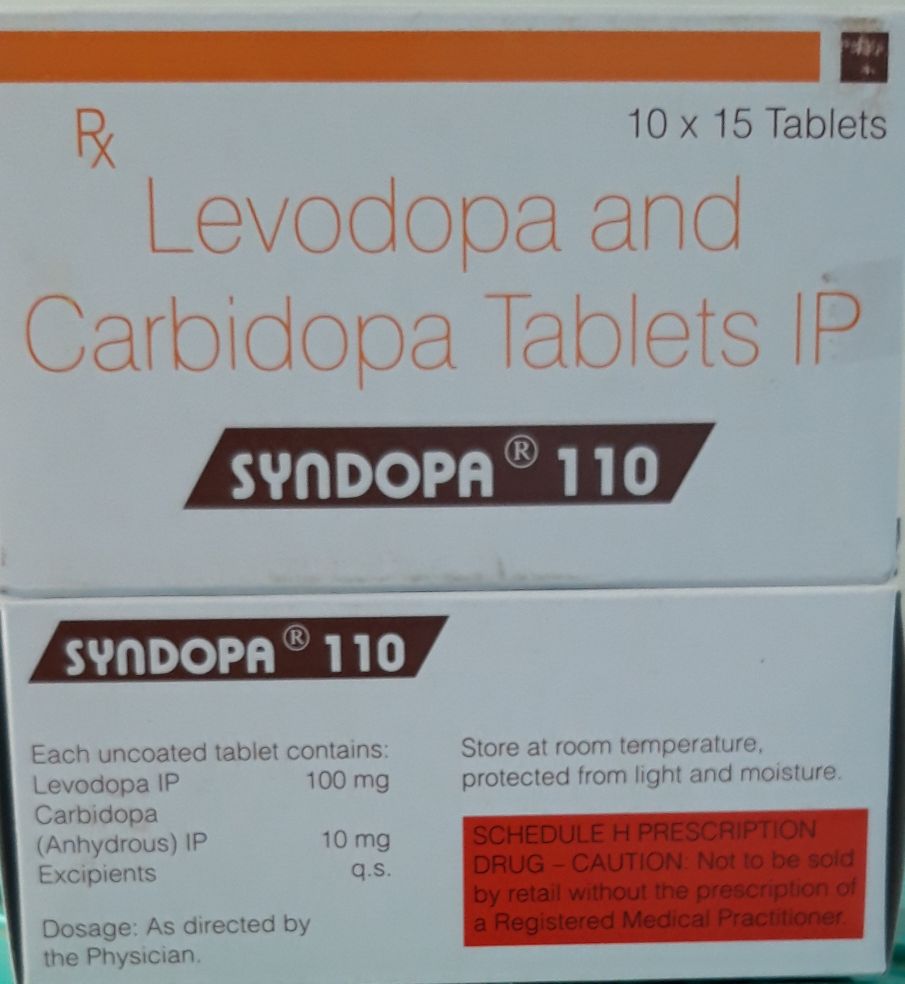 Rx
10 x 15 Tablets
Levodopa and
Carbidopa Tablets IP
SYNDOPA® 110
SYNDOPA® 110
Each uncoated tablet contains:
Levodopa IP 100 mg
Carbidopa
(Anhydrous) IP 10 mg
Excipients q.s.
Dosage: As directed by
the Physician.
Store at room temperature,
protected from light and moisture.
SCHEDULE H PRESCRIPTION
DRUG – CAUTION: Not to be sold
by retail without the prescription of
a Registered Medical Practitioner.